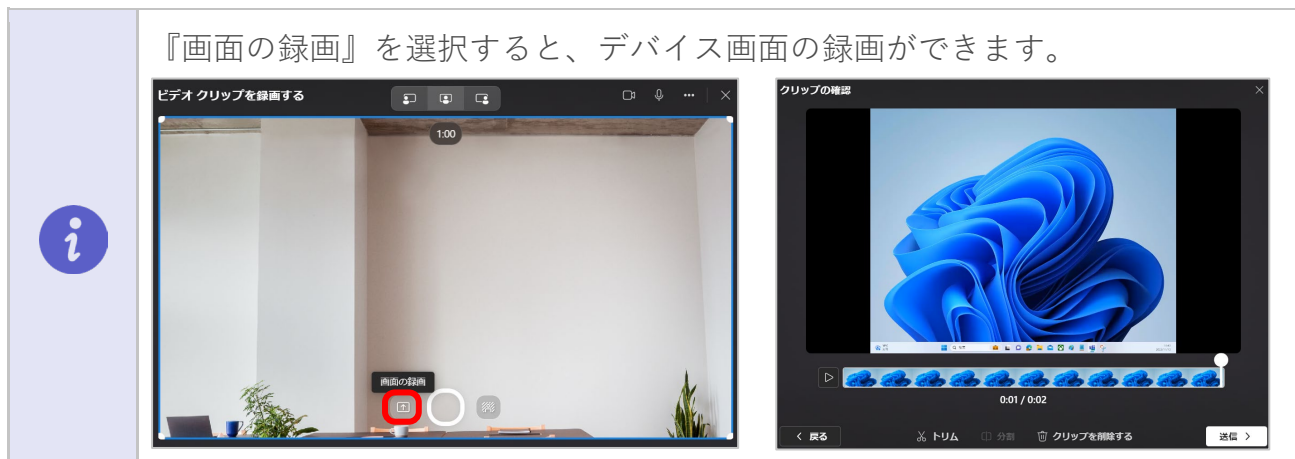 『画面の録画』を選択すると、デバイス画面の録画ができます。
ビデオ クリップを録画する
1:00
画面の録画
クリップの確認
0:01 / 0:02
戻る
トリム
分割
クリップを削除する
送信